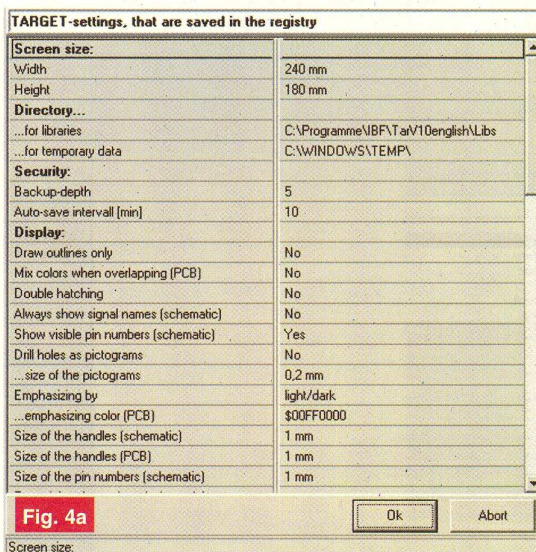 TARGET-settings, that are saved in the registry
Screen size:
Width 240 mm
Height 180 mm
Directory...
...for libraries C:\Programme\IBF\TarV10english\Libs
...for temporary data C:\WINDOWS\TEMP\
Security:
Backup-depth 5
Auto-save intervall [min] 10
Display:
Draw outlines only No
Mix colors when overlapping (PCB) No
Double hatching No
Always show signal names (schematic) No
Show visible pin numbers (schematic) Yes
Drill holes as pictograms No
...size of the pictograms 0,2 mm
Emphasizing by light/dark
...emphasizing color (PCB) $00FF0000
Size of the handles (schematic) 1 mm
Size of the handles (PCB) 1 mm
Size of the pin numbers (schematic) 1 mm
Fig. 4a Ok Abort
Screen size: